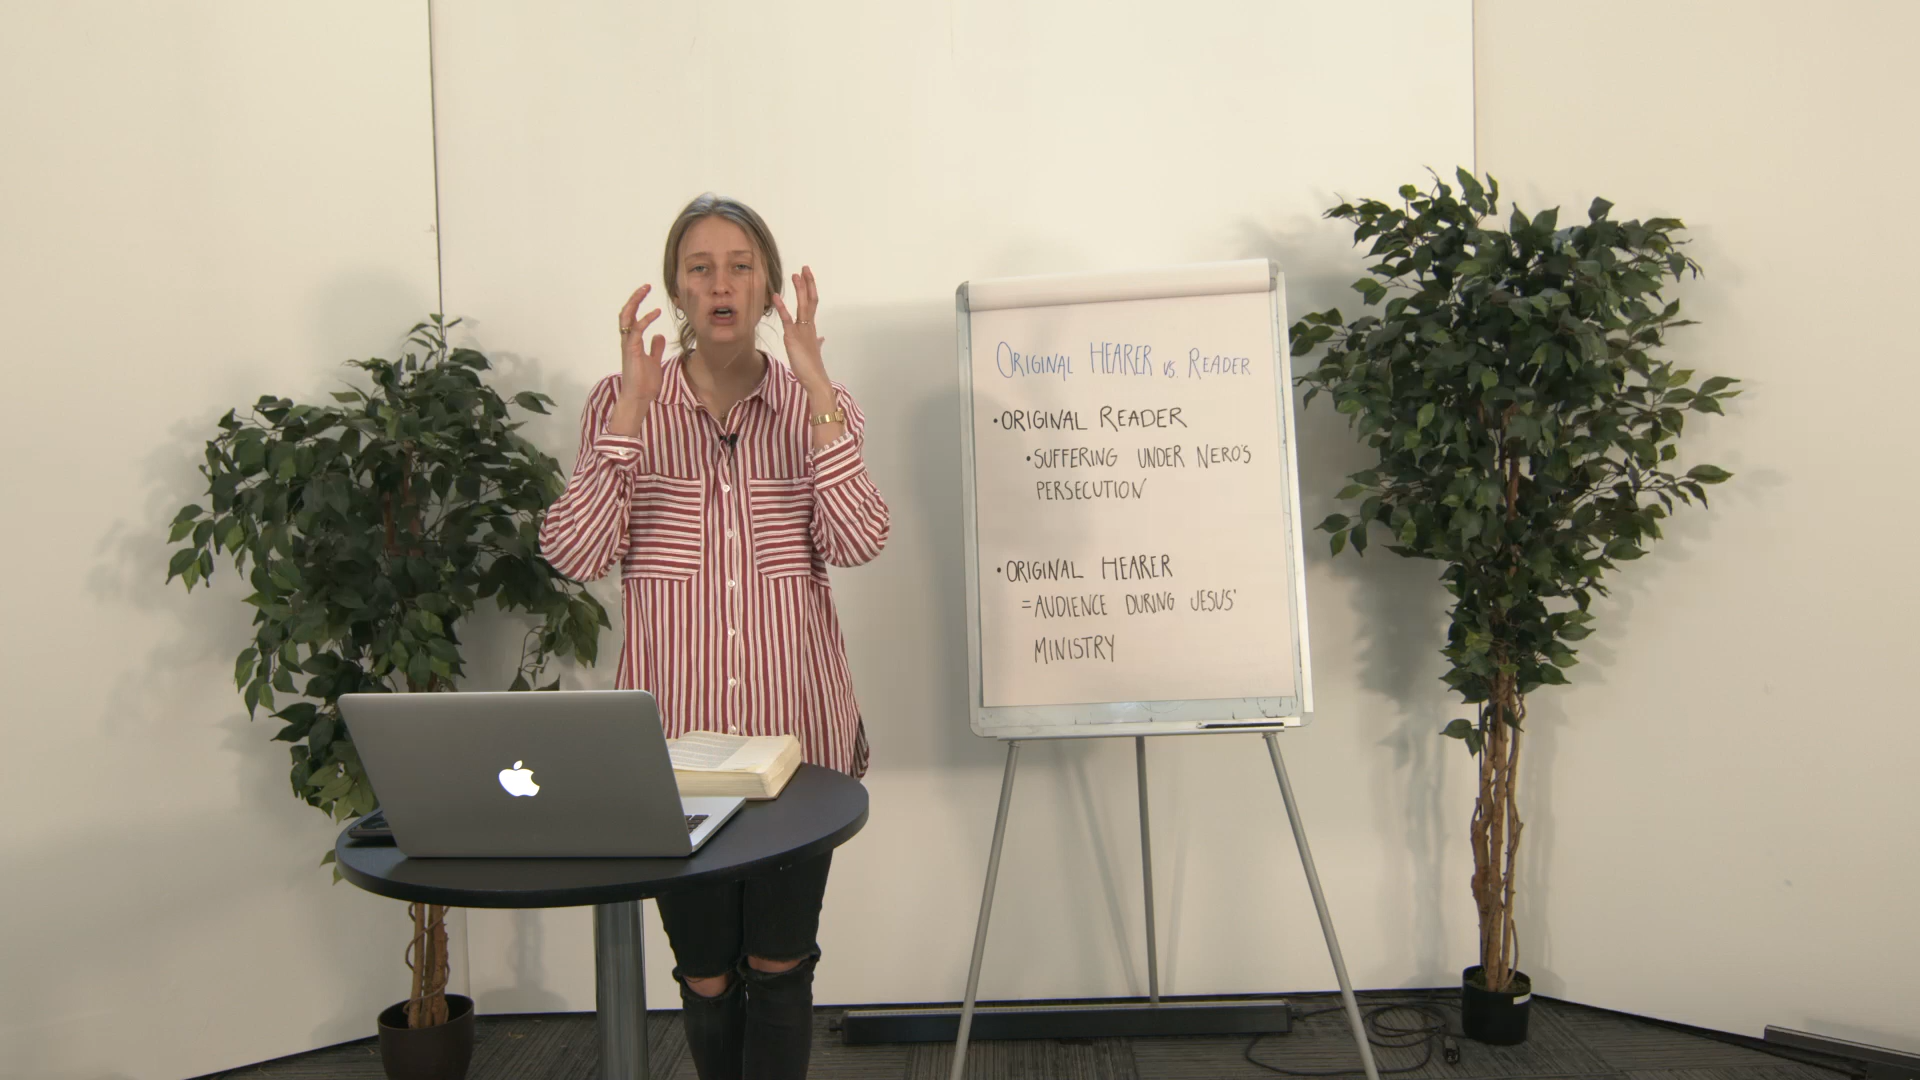 ORIGINAL HEARER vs. READER
•ORIGINAL READER
•SUFFERING UNDER NERO'S
PERSECUTION
•ORIGINAL HEARER
=AUDIENCE DURING JESUS'
MINISTRY